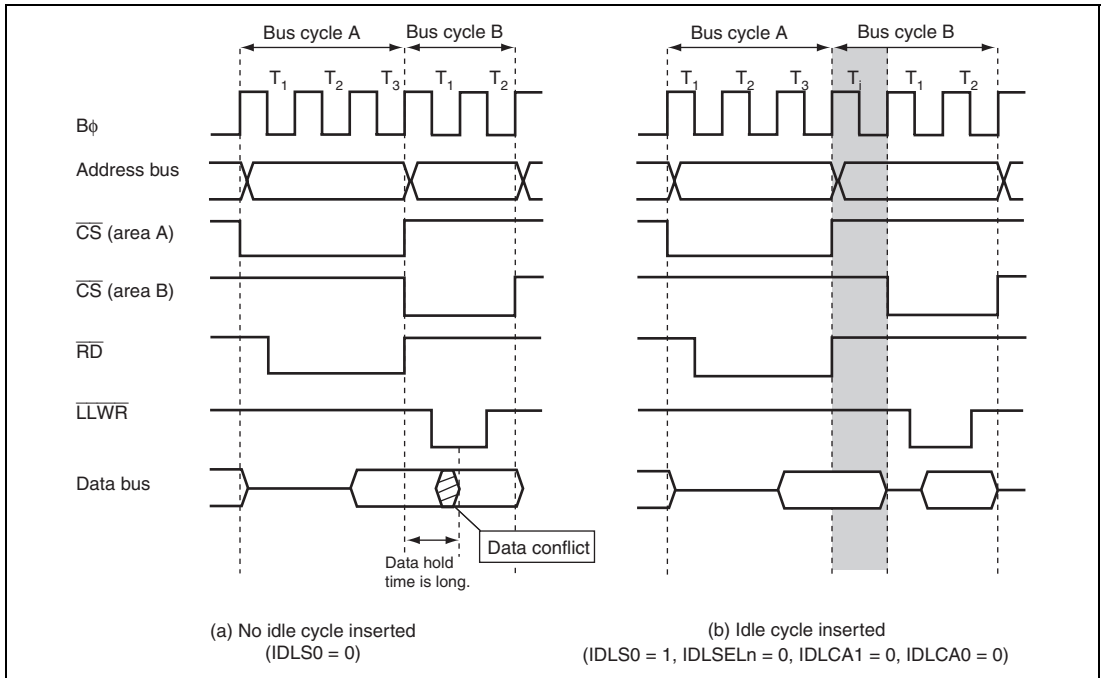 Bus cycle A Bus cycle B Bus cycle A Bus cycle B
T1 T2 T3 T1 T2 T1 T2 T3 Ti T1 T2
Bφ
Address bus
CS (area A)
CS (area B)
RD
LLWR
Data bus
Data conflict
Data hold
time is long.
(a) No idle cycle inserted
(IDLS0 = 0)
(b) Idle cycle inserted
(IDLS0 = 1, IDLSELn = 0, IDLCA1 = 0, IDLCA0 = 0)